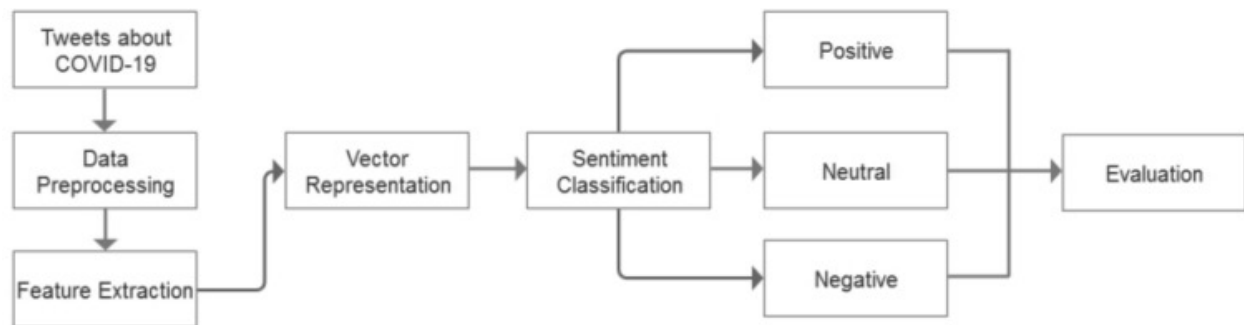 Tweets about
COVID-19
Data
Preprocessing
Feature Extraction
Vector
Representation
Sentiment
Classification
Positive
Neutral
Negative
Evaluation